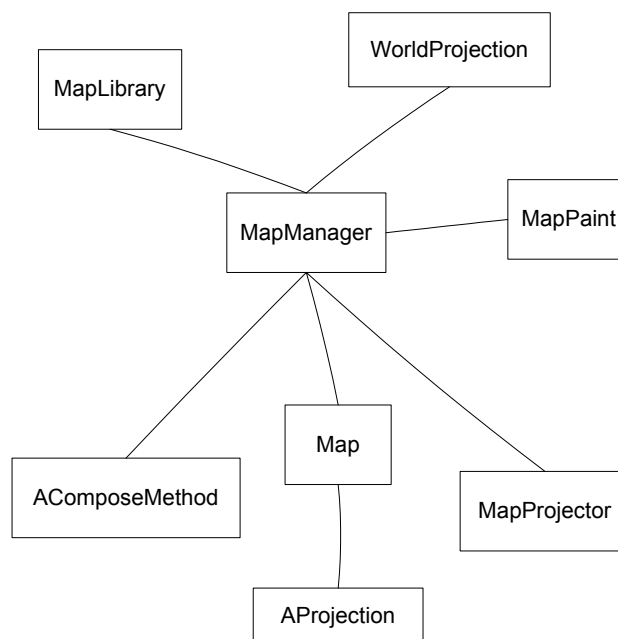 WorldProjection
MapLibrary
MapPaint
MapManager
Map
AComposeMethod
MapProjector
AProjection